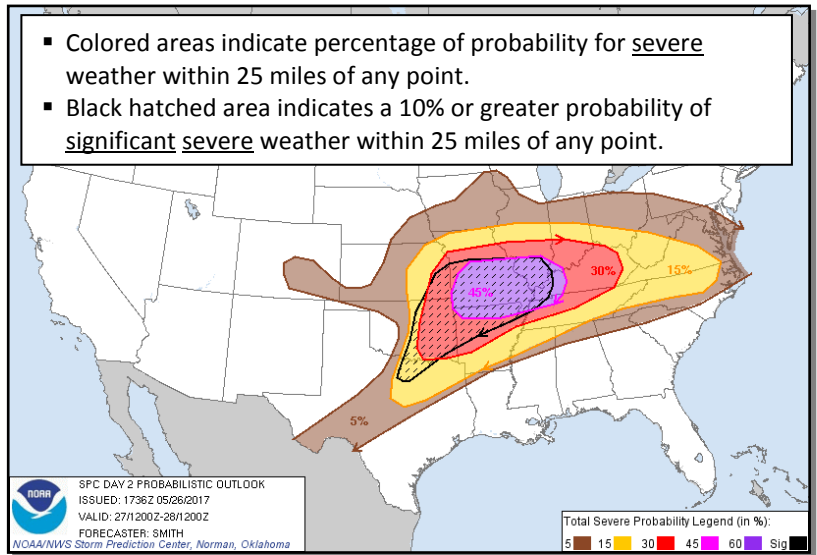 ▪ Colored areas indicate percentage of probability for severe
weather within 25 miles of any point.
▪ Black hatched area indicates a 10% or greater probability of
significant severe weather within 25 miles of any point.
30%
15%
45%
5%
NOAA
SPC DAY 2 PROBABILISTIC OUTLOOK
ISSUED: 1736Z 05/26/2017
VALID: 27/1200Z-28/1200Z
FORECASTER: SMITH
NOAA/NWS Storm Prediction Center, Norman, Oklahoma
Total Severe Probability Legend (in %):
5 15 30 45 60 Sig